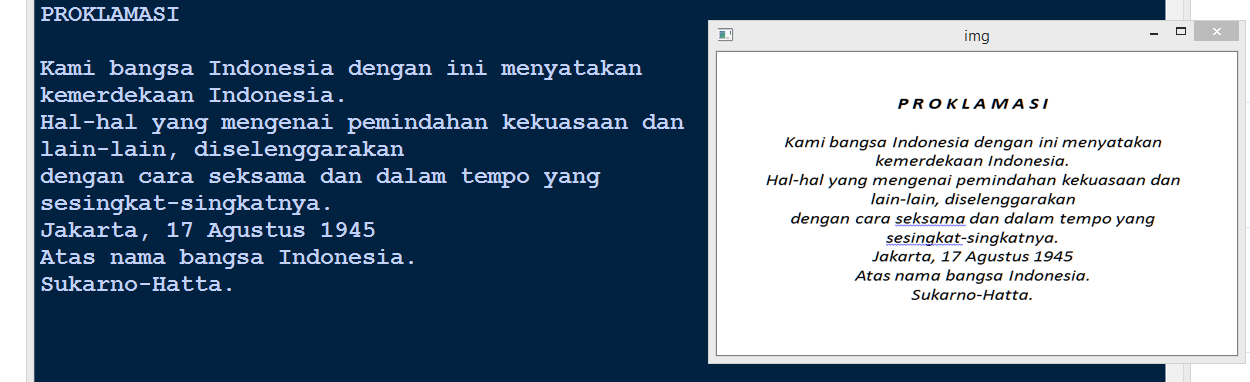 PROKLAMASI
Kami bangsa Indonesia dengan ini menyatakan
kemerdekaan Indonesia.
Hal-hal yang mengenai pemindahan kekuasaan dan
lain-lain, diselenggarakan
dengan cara seksama dan dalam tempo yang
sesingkat-singkatnya.
Jakarta, 17 Agustus 1945
Atas nama bangsa Indonesia.
Sukarno-Hatta.
img
P R O K L A M A S I
Kami bangsa Indonesia dengan ini menyatakan
kemerdekaan Indonesia.
Hal-hal yang mengenai pemindahan kekuasaan dan
lain-lain, diselenggarakan
dengan cara seksama dan dalam tempo yang
sesingkat-singkatnya.
Jakarta, 17 Agustus 1945
Atas nama bangsa Indonesia.
Sukarno-Hatta.